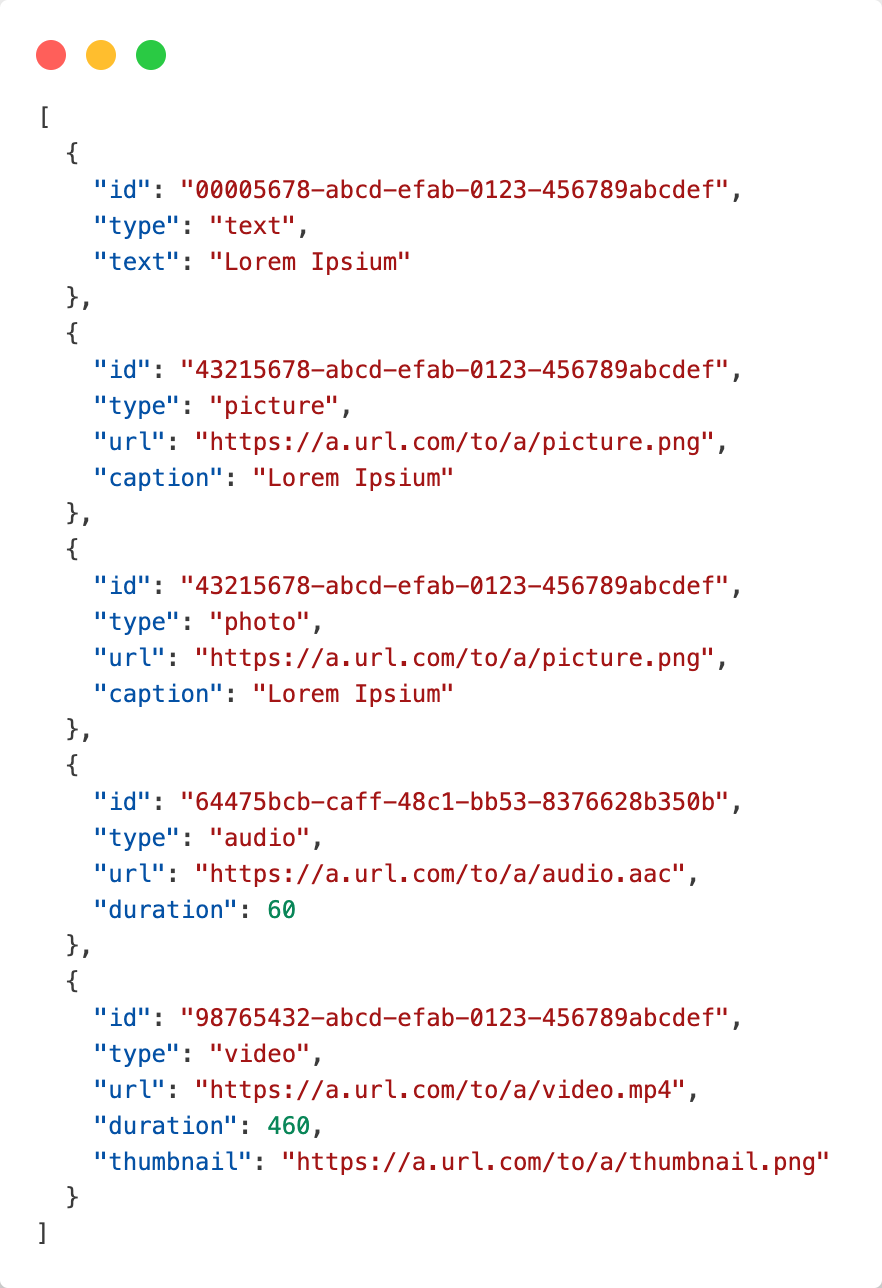 [
  {
    "id": "00005678-abcd-efab-0123-456789abcdef",
    "type": "text",
    "text": "Lorem Ipsium"
  },
  {
    "id": "43215678-abcd-efab-0123-456789abcdef",
    "type": "picture",
    "url": "https://a.url.com/to/a/picture.png",
    "caption": "Lorem Ipsium"
  },
  {
    "id": "43215678-abcd-efab-0123-456789abcdef",
    "type": "photo",
    "url": "https://a.url.com/to/a/picture.png",
    "caption": "Lorem Ipsium"
  },
  {
    "id": "64475bcb-caff-48c1-bb53-8376628b350b",
    "type": "audio",
    "url": "https://a.url.com/to/a/audio.aac",
    "duration": 60
  },
  {
    "id": "98765432-abcd-efab-0123-456789abcdef",
    "type": "video",
    "url": "https://a.url.com/to/a/video.mp4",
    "duration": 460,
    "thumbnail": "https://a.url.com/to/a/thumbnail.png"
  }
]